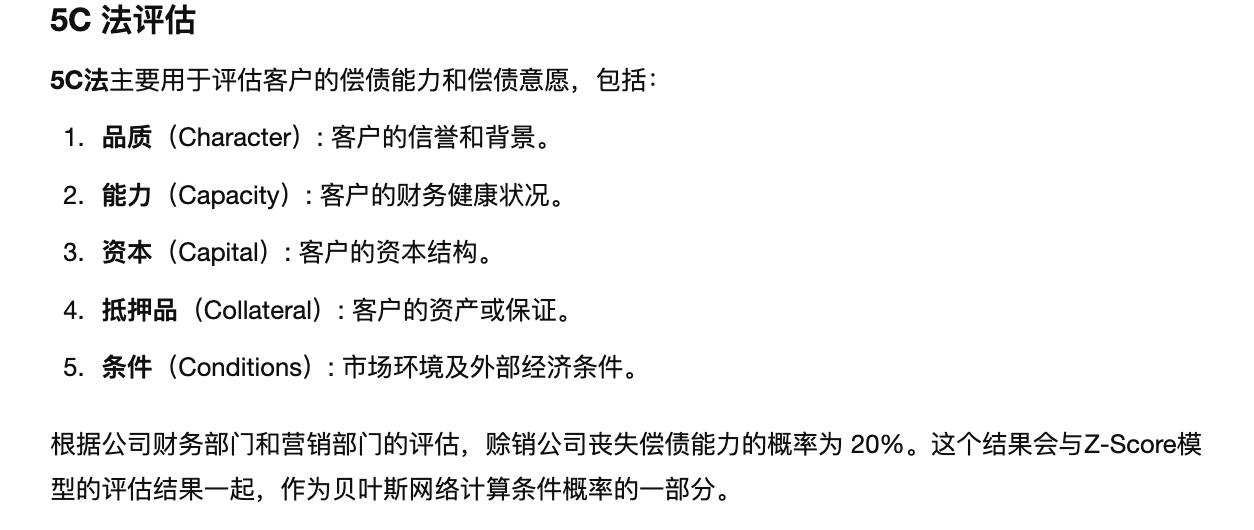 5C 法评估
5C法主要用于评估客户的偿债能力和偿债意愿，包括：
1. 品质（Character）: 客户的信誉和背景。
2. 能力（Capacity）: 客户的财务健康状况。
3. 资本（Capital）: 客户的资本结构。
4. 抵押品（Collateral）: 客户的资产或保证。
5. 条件（Conditions）: 市场环境及外部经济条件。
根据公司财务部门和营销部门的评估，赊销公司丧失偿债能力的概率为 20%。这个结果会与Z-Score模
型的评估结果一起，作为贝叶斯网络计算条件概率的一部分。